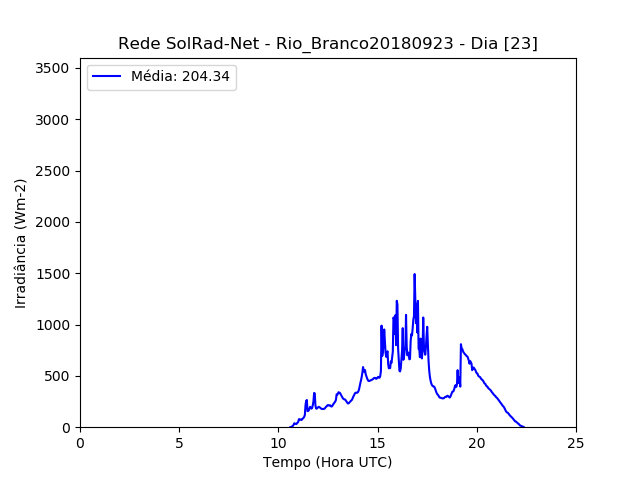 Rede SolRad-Net - Rio_Branco20180923 - Dia [23]
Média: 204.34
3500
3000
2500
2000
1500
1000
500
0
Irradiância (Wm-2)
0 5 10 15 20 25
Tempo (Hora UTC)